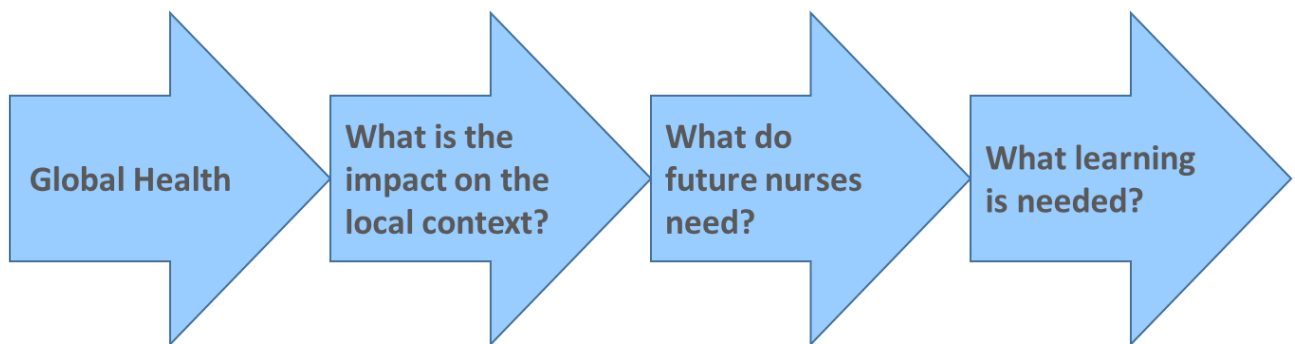 Global Health
What is the
impact on the
local context?
What do
future nurses
need?
What learning
is needed?